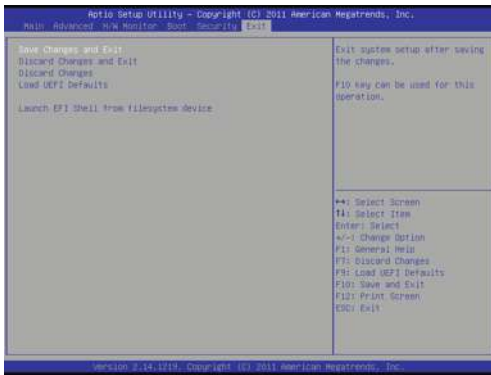 Aptio Setup Utility - Copyright (C) 2011 American Megatrends, Inc.
Main Advanced H/W Monitor Boot Security Exit
Save Changes and Exit
Discard Changes and Exit
Discard Changes
Load UEFI Defaults
Launch EFI Shell from filesystem device
Exit system setup after saving
the changes.
F10 key can be used for this
operation.
→←: Select Screen
↑↓: Select Item
Enter: Select
+/-: Change Option
F1: General Help
F7: Discard Changes
F9: Load UEFI Defaults
F10: Save and Exit
F12: Print Screen
ESC: Exit
Version 2.14.1219. Copyright (C) 2011 American Megatrends, Inc.